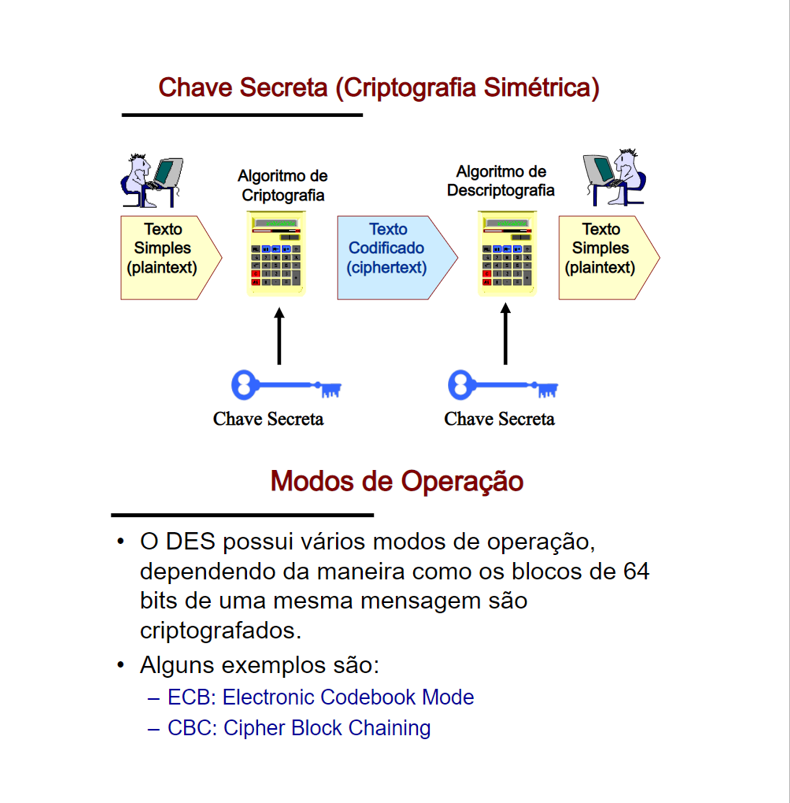 Chave Secreta (Criptografia Simétrica)
Algoritmo de
Criptografia
Algoritmo de
Descriptografia
Texto
Simples
(plaintext)
Texto
Codificado
(ciphertext)
Texto
Simples
(plaintext)
Chave Secreta
Chave Secreta
Modos de Operação
• O DES possui vários modos de operação,
dependendo da maneira como os blocos de 64
bits de uma mesma mensagem são
criptografados.
• Alguns exemplos são:
– ECB: Electronic Codebook Mode
– CBC: Cipher Block Chaining